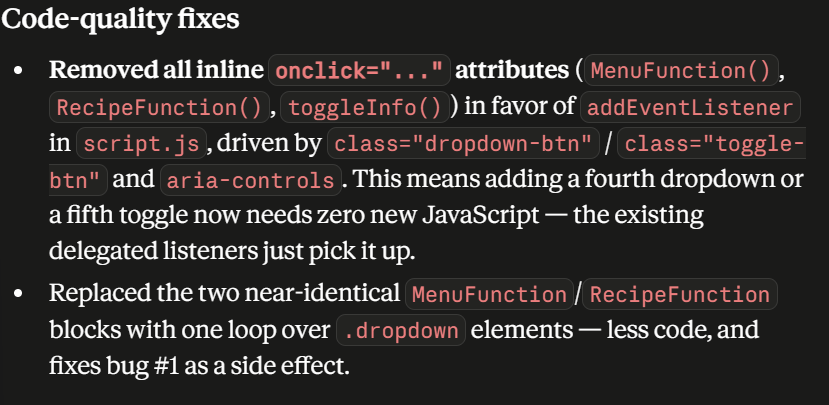 Code-quality fixes
• Removed all inline onclick="..." attributes (MenuFunction(),
RecipeFunction(), toggleInfo()) in favor of addEventListener
in script.js, driven by class="dropdown-btn" / class="toggle-
btn" and aria-controls. This means adding a fourth dropdown or
a fifth toggle now needs zero new JavaScript — the existing
delegated listeners just pick it up.
• Replaced the two near-identical MenuFunction/RecipeFunction
blocks with one loop over .dropdown elements — less code, and
fixes bug #1 as a side effect.